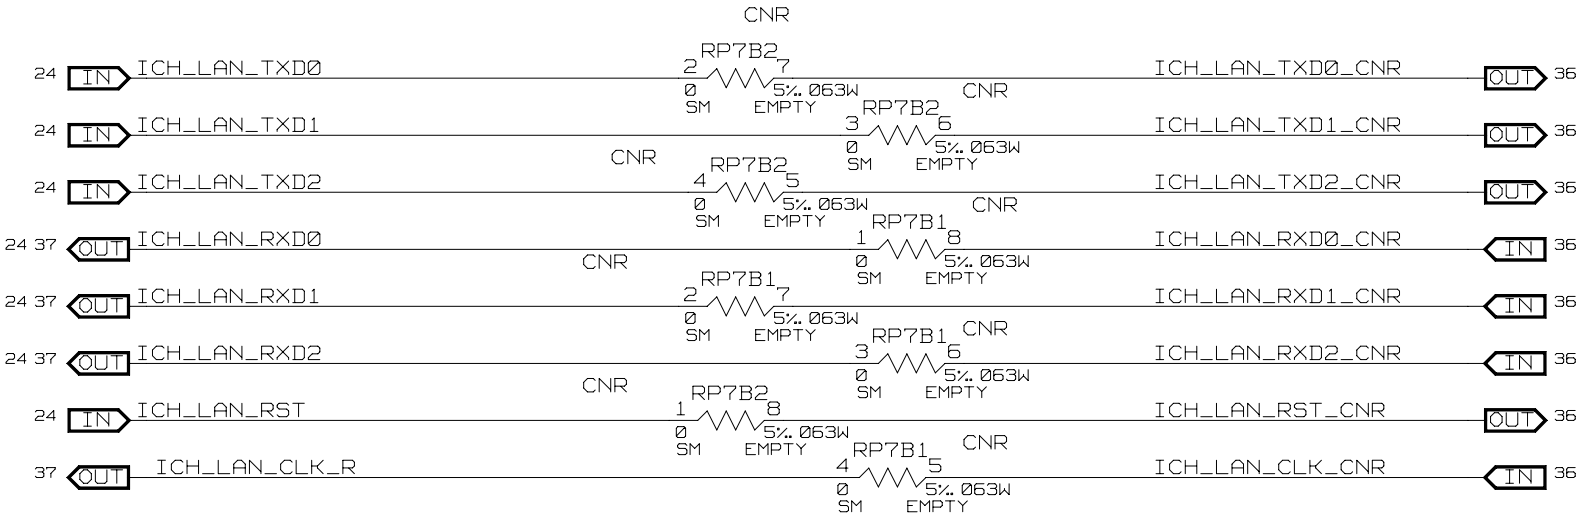 CNR
24 IN ICH_LAN_TXD0 2 RP7B2 7 ICH_LAN_TXD0_CNR OUT 36
0 5%..063W CNR
SM EMPTY
24 IN ICH_LAN_TXD1 3 RP7B2 6 ICH_LAN_TXD1_CNR OUT 36
0 5%..063W
CNR SM EMPTY
24 IN ICH_LAN_TXD2 4 RP7B2 5 ICH_LAN_TXD2_CNR OUT 36
0 5%..063W CNR
SM EMPTY
24 37 OUT ICH_LAN_RXD0 1 RP7B1 8 ICH_LAN_RXD0_CNR IN 36
CNR 0 5%..063W
SM EMPTY
24 37 OUT ICH_LAN_RXD1 2 RP7B1 7 ICH_LAN_RXD1_CNR IN 36
0 5%..063W CNR
SM EMPTY
24 37 OUT ICH_LAN_RXD2 3 RP7B1 6 ICH_LAN_RXD2_CNR IN 36
CNR 0 5%..063W
SM EMPTY
24 IN ICH_LAN_RST 1 RP7B2 8 ICH_LAN_RST_CNR OUT 36
0 5%..063W CNR
SM EMPTY
37 OUT ICH_LAN_CLK_R 4 RP7B1 5 ICH_LAN_CLK_CNR IN 36
0 5%..063W
SM EMPTY